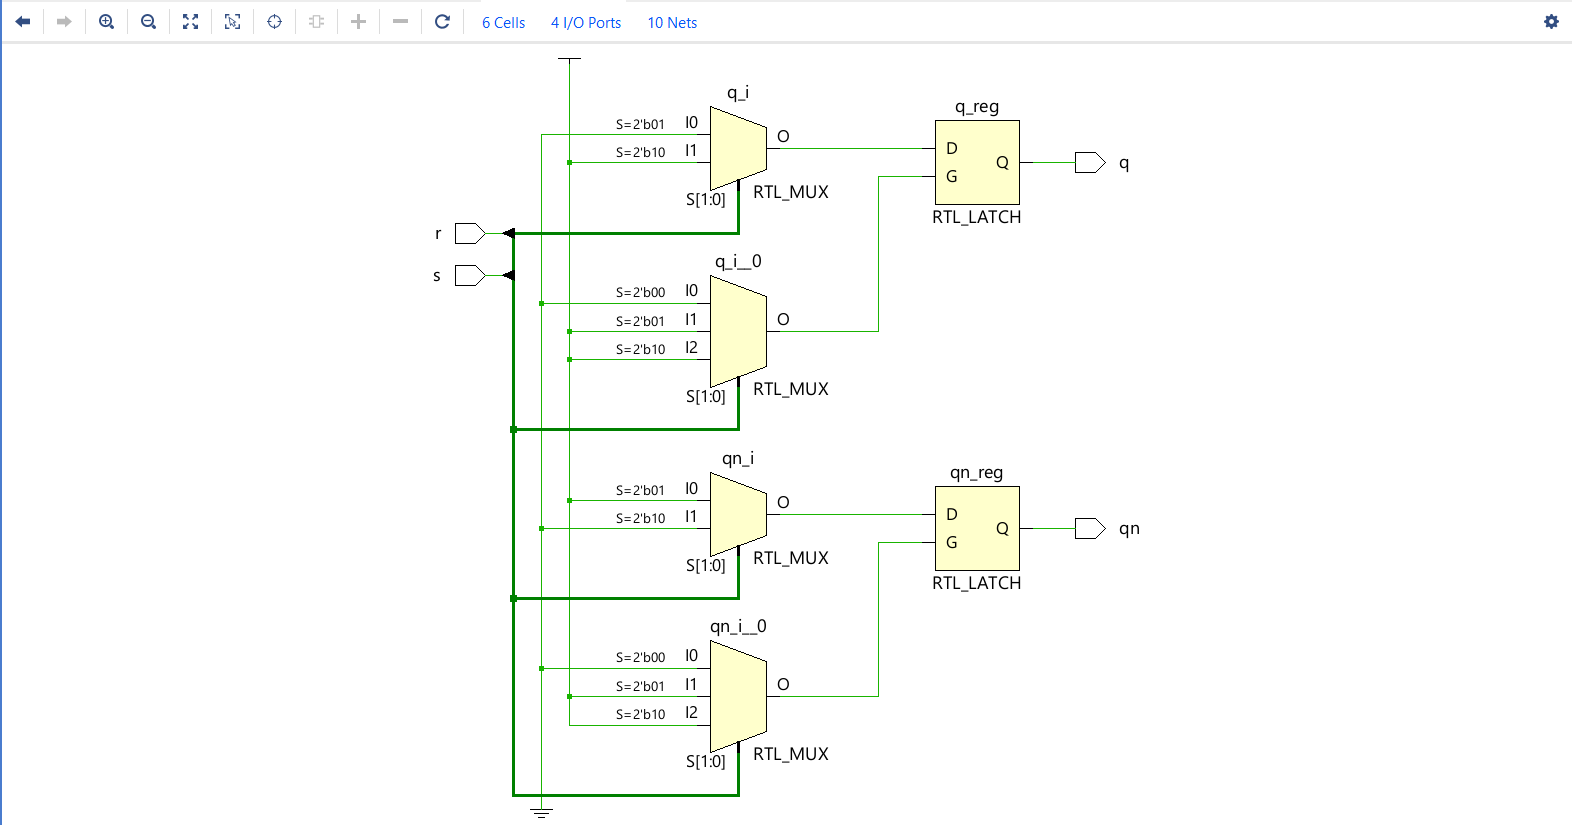 6 Cells 4 I/O Ports 10 Nets
q_i
q_reg
S=2'b01 I0
O
S=2'b10 I1
D
Q
q
G
S[1:0]
RTL_MUX
RTL_LATCH
r
s
q_i__0
S=2'b00 I0
S=2'b01 I1
O
S=2'b10 I2
S[1:0]
RTL_MUX
qn_i
qn_reg
S=2'b01 I0
O
S=2'b10 I1
D
Q
qn
G
S[1:0]
RTL_MUX
RTL_LATCH
qn_i__0
S=2'b00 I0
S=2'b01 I1
O
S=2'b10 I2
S[1:0]
RTL_MUX